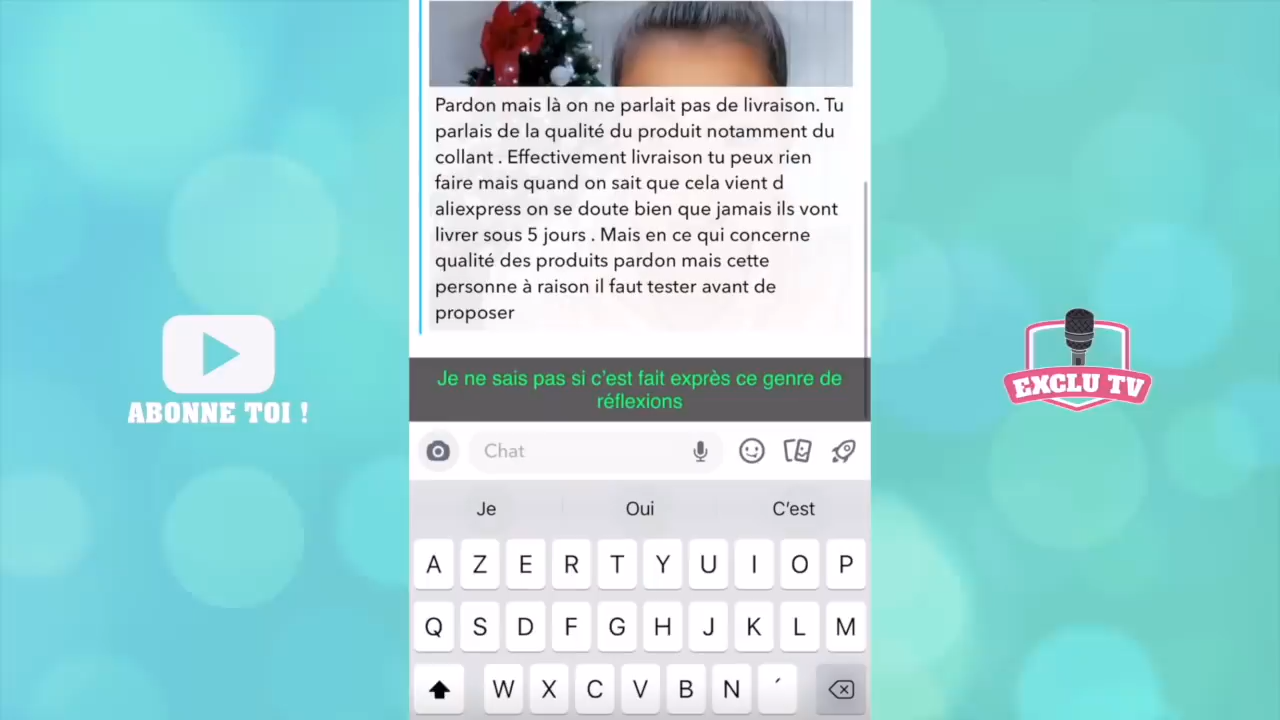 Pardon mais là on ne parlait pas de livraison. Tu
parlais de la qualité du produit notamment du
collant . Effectivement livraison tu peux rien
faire mais quand on sait que cela vient d
aliexpress on se doute bien que jamais ils vont
livrer sous 5 jours . Mais en ce qui concerne
qualité des produits pardon mais cette
personne à raison il faut tester avant de
proposer
Je ne sais pas si c’est fait exprès ce genre de
réflexions
ABONNE TOI !
EXCLU TV
Chat
Je Oui C’est
A Z E R T Y U I O P
Q S D F G H J K L M
W X C V B N ´